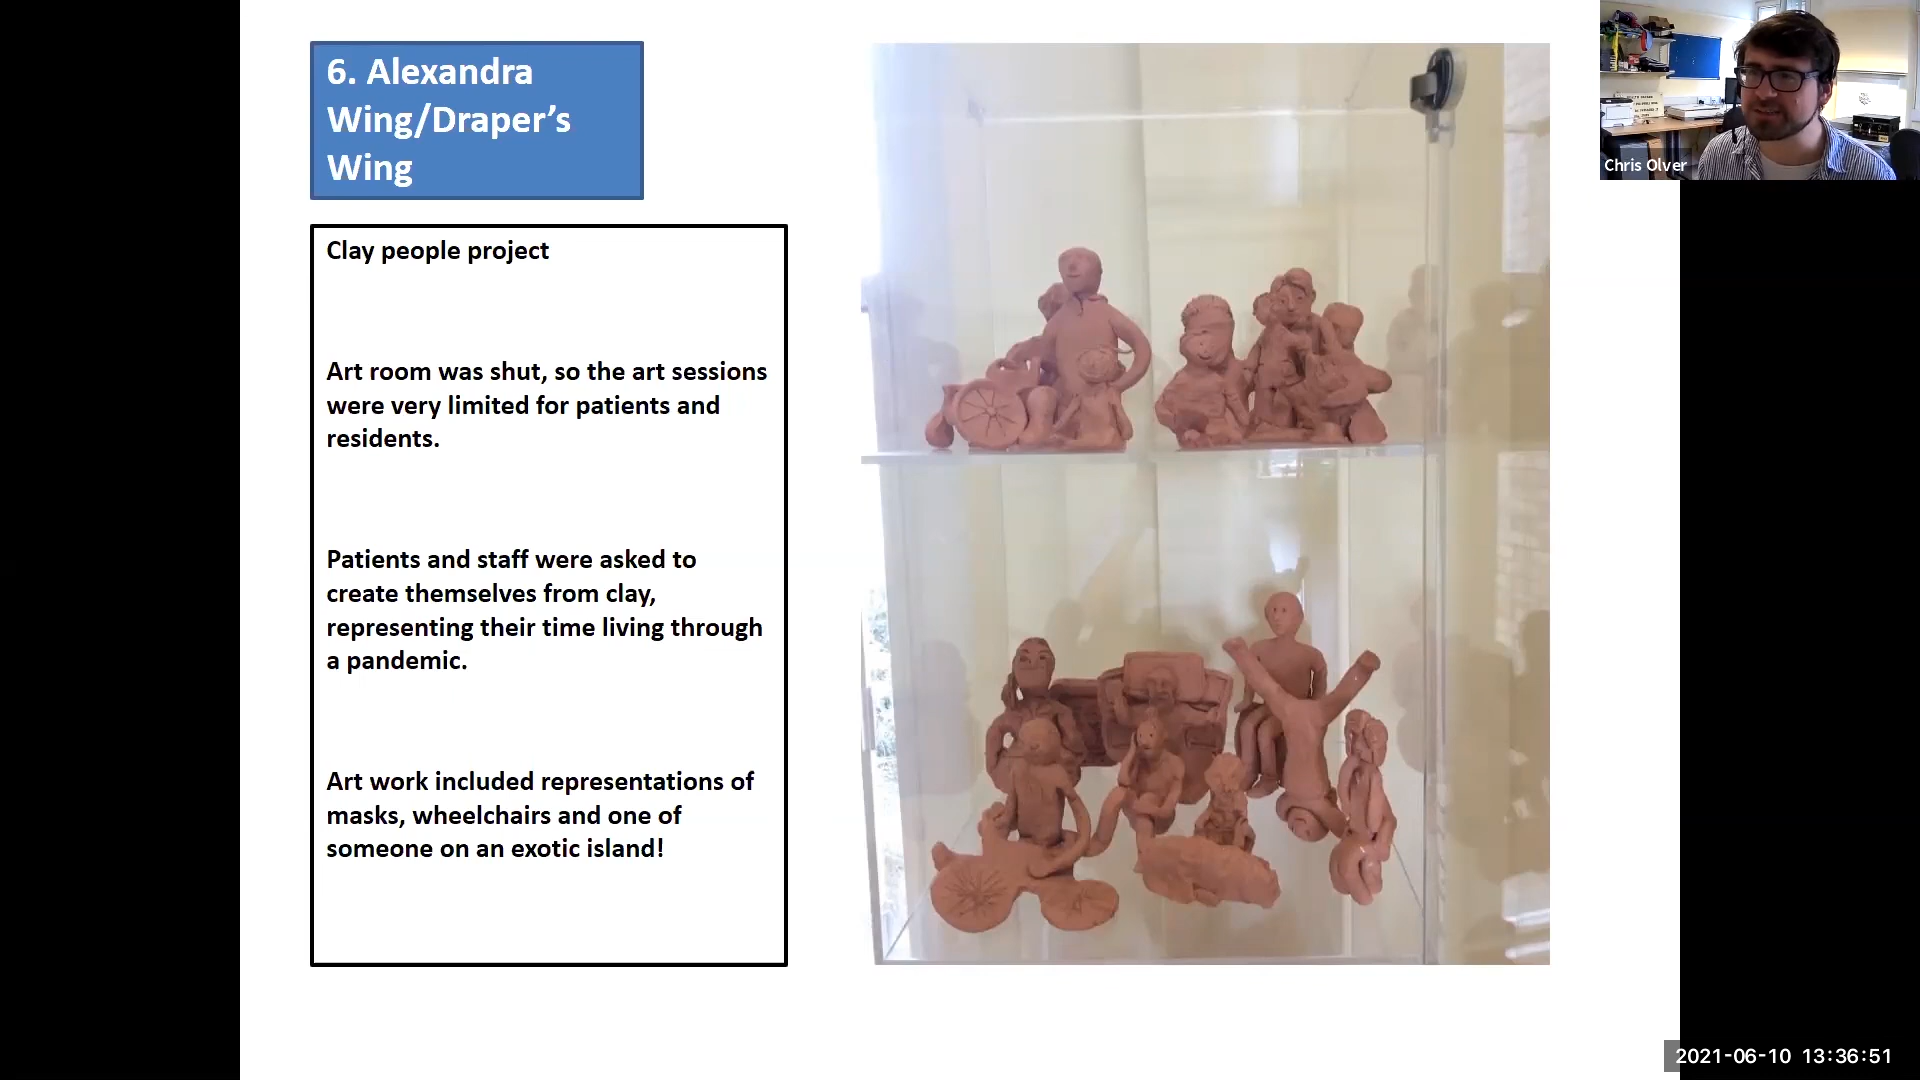 6. Alexandra
Wing/Draper's
Wing
Clay people project
Art room was shut, so the art sessions
were very limited for patients and
residents.
Patients and staff were asked to
create themselves from clay,
representing their time living through
a pandemic.
Art work included representations of
masks, wheelchairs and one of
someone on an exotic island!
Chris Olver
2021-06-10 13:36:51